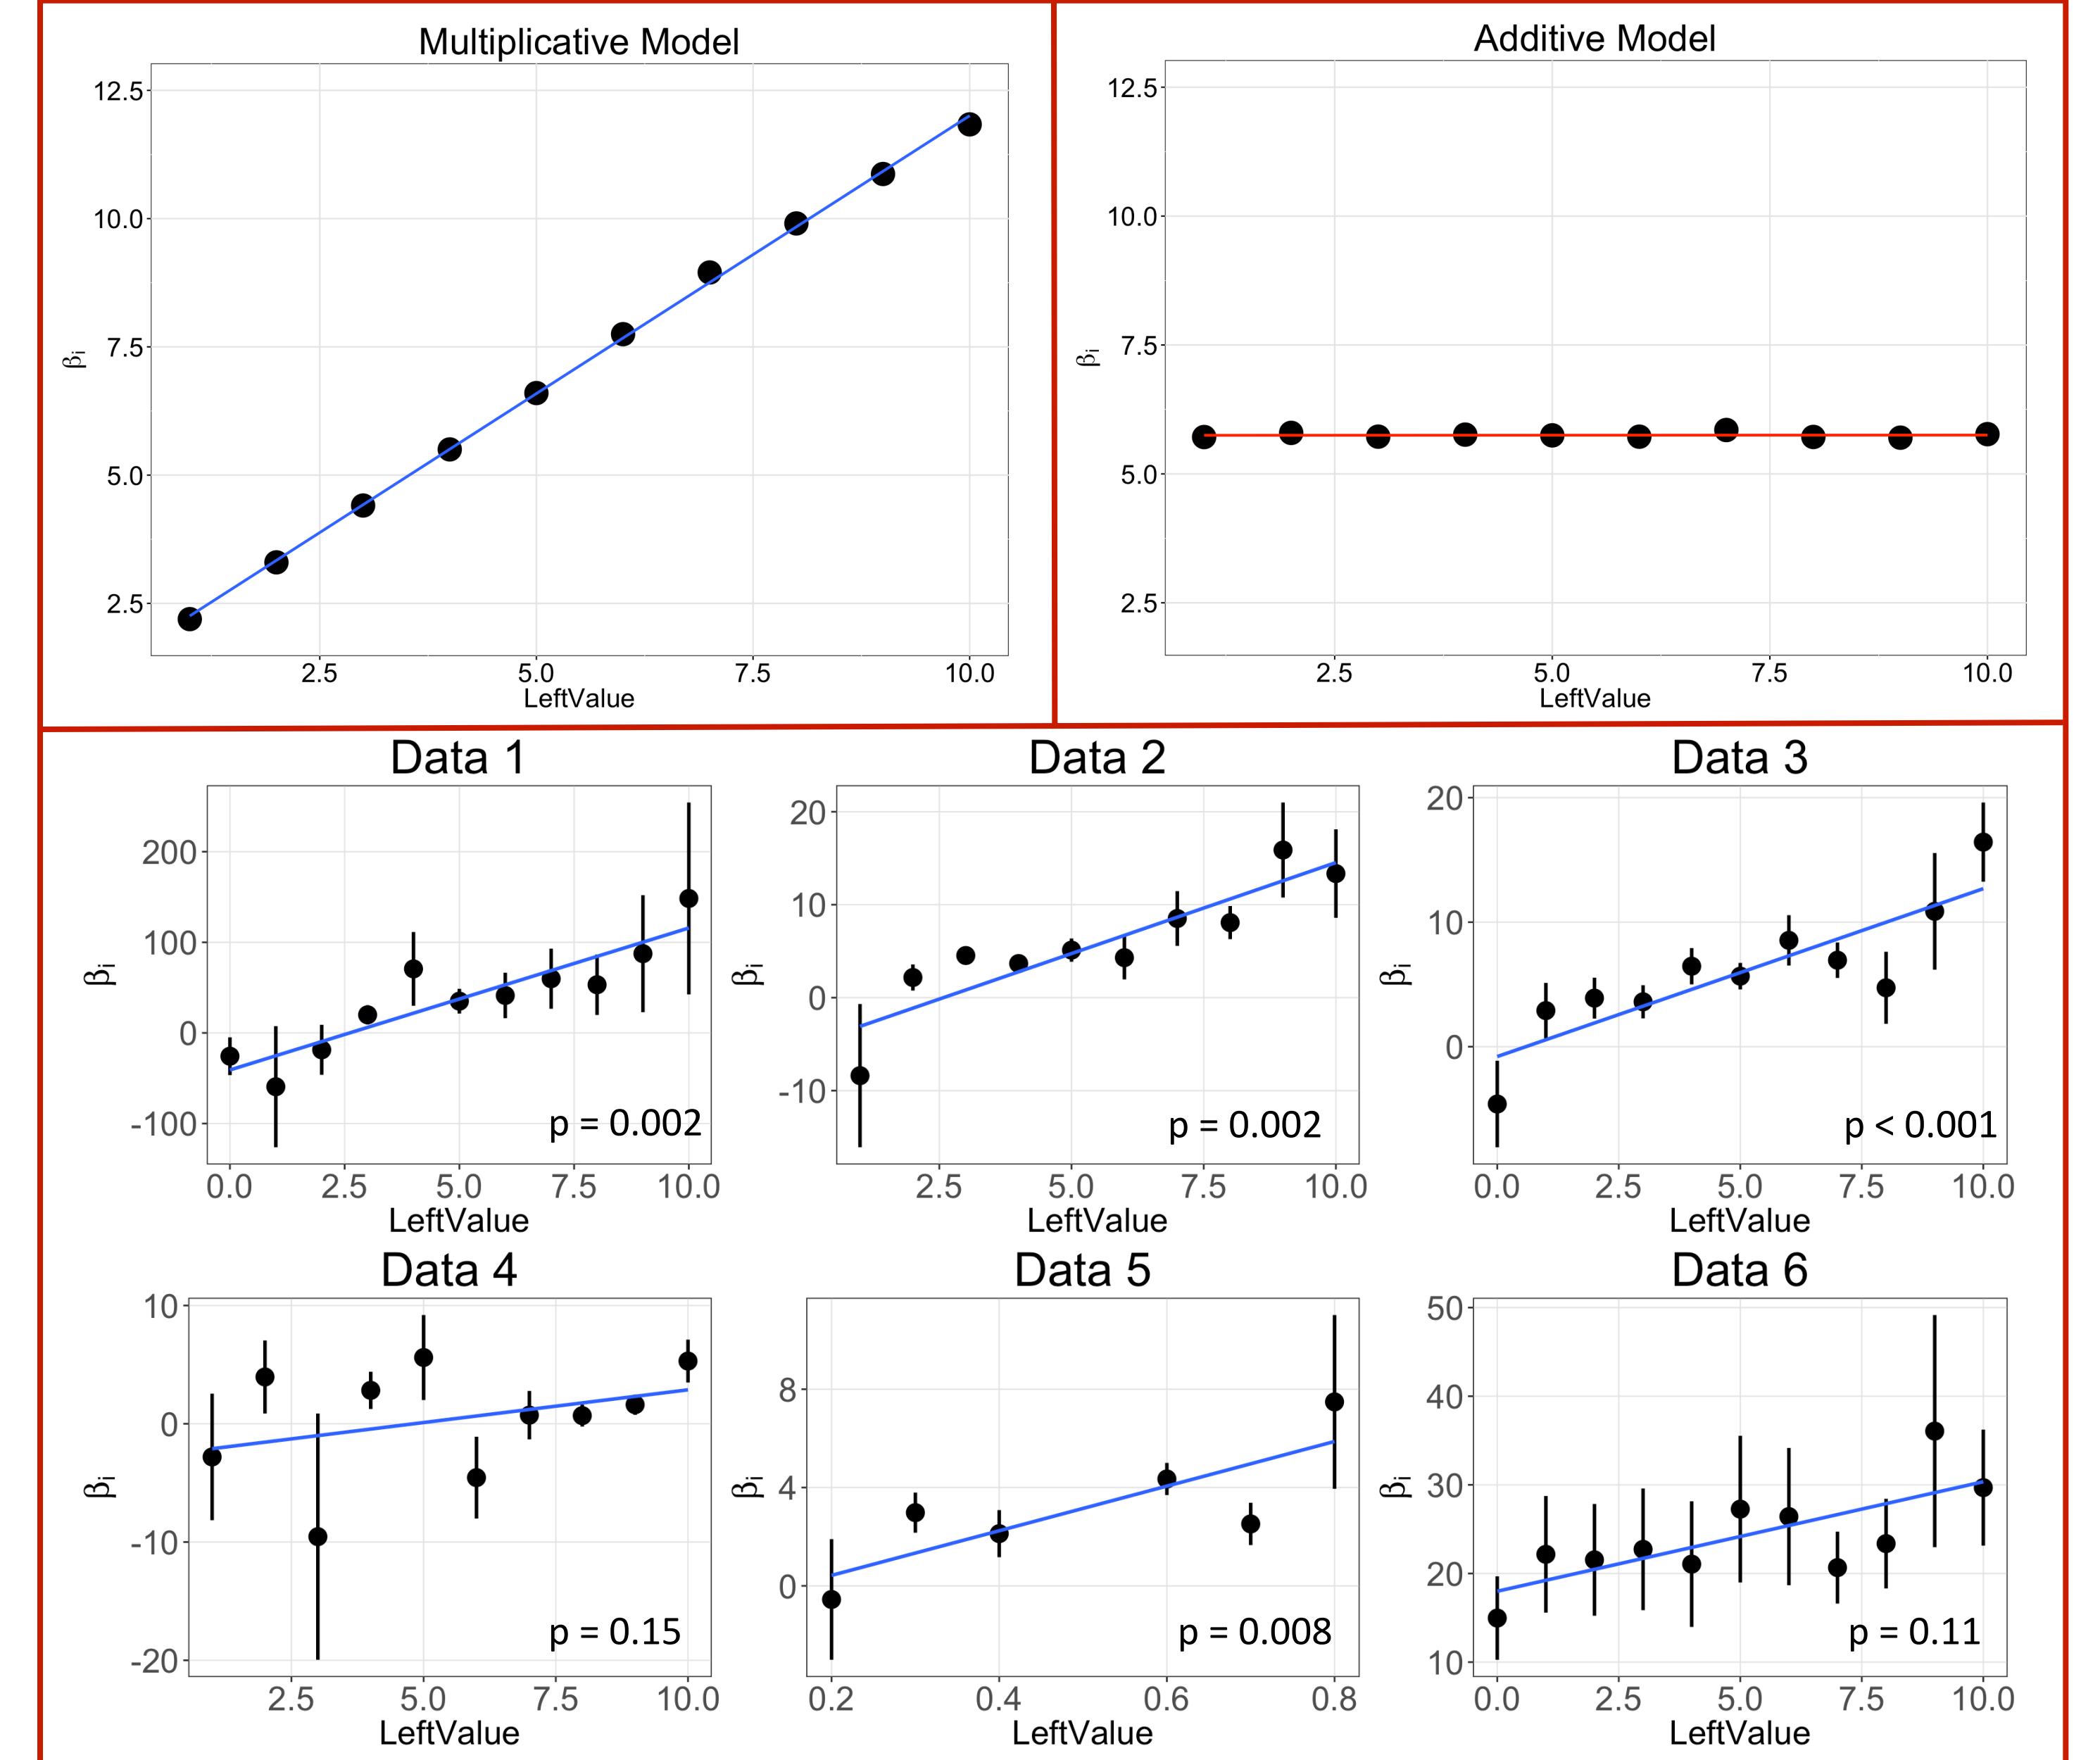 Multiplicative Model
12.5
10.0
7.5
5.0
2.5
βi
2.5 5.0 7.5 10.0
LeftValue
Additive Model
12.5
10.0
7.5
5.0
2.5
βi
2.5 5.0 7.5 10.0
LeftValue
Data 1
200
100
0
-100
βi
p = 0.002
0.0 2.5 5.0 7.5 10.0
LeftValue
Data 2
20
10
0
-10
βi
p = 0.002
2.5 5.0 7.5 10.0
LeftValue
Data 3
20
10
0
βi
p < 0.001
0.0 2.5 5.0 7.5 10.0
LeftValue
Data 4
10
0
-10
-20
βi
p = 0.15
2.5 5.0 7.5 10.0
LeftValue
Data 5
8
4
0
βi
p = 0.008
0.2 0.4 0.6 0.8
LeftValue
Data 6
50
40
30
20
10
βi
p = 0.11
0.0 2.5 5.0 7.5 10.0
LeftValue